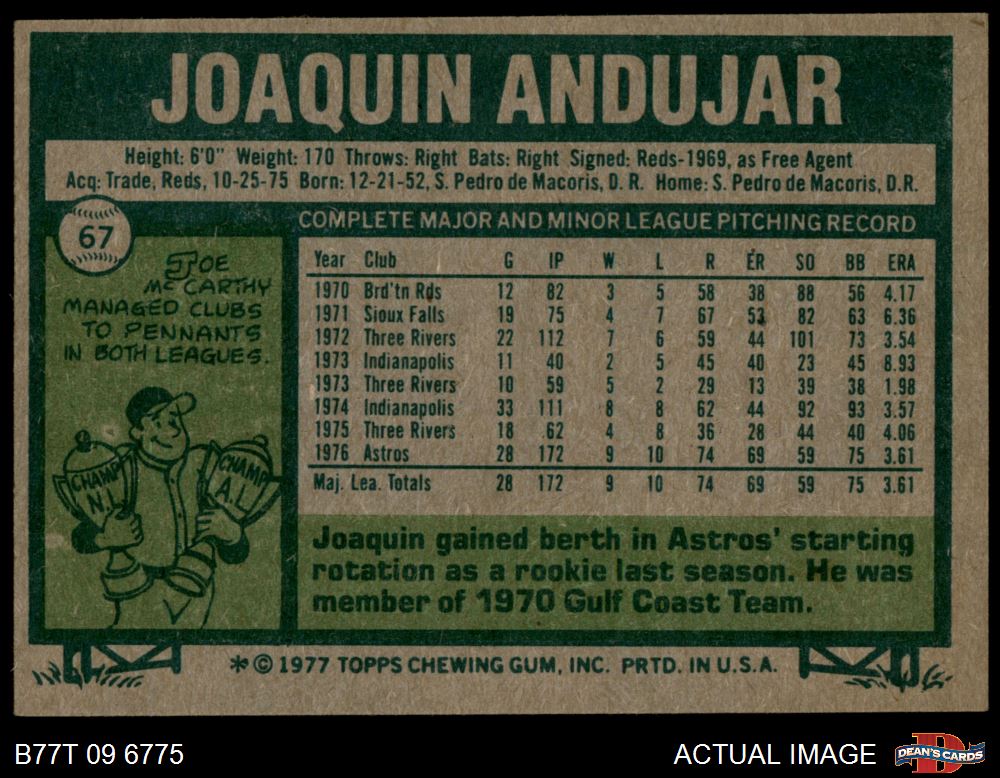 JOAQUIN ANDUJAR
Height: 6'0" Weight: 170 Throws: Right Bats: Right Signed: Reds-1969, as Free Agent
Acq: Trade, Reds, 10-25-75 Born: 12-21-52, S. Pedro de Macoris, D. R. Home: S. Pedro de Macoris, D.R.
67
JOE
McCARTHY
MANAGED CLUBS
TO PENNANTS
IN BOTH LEAGUES.
CHAMP
N.L.
CHAMP
A.L.
COMPLETE MAJOR AND MINOR LEAGUE PITCHING RECORD
Year Club G IP W L R ER SO BB ERA
1970 Brd'tn Rds 12 82 3 5 58 38 88 56 4.17
1971 Sioux Falls 19 75 4 7 67 53 82 63 6.36
1972 Three Rivers 22 112 7 6 59 44 101 73 3.54
1973 Indianapolis 11 40 2 5 45 40 23 45 8.93
1973 Three Rivers 10 59 5 2 29 13 39 38 1.98
1974 Indianapolis 33 111 8 8 62 44 92 93 3.57
1975 Three Rivers 18 62 4 8 36 28 44 40 4.06
1976 Astros 28 172 9 10 74 69 59 75 3.61
Maj. Lea. Totals 28 172 9 10 74 69 59 75 3.61
Joaquin gained berth in Astros' starting
rotation as a rookie last season. He was
member of 1970 Gulf Coast Team.
*© 1977 TOPPS CHEWING GUM, INC. PRTD. IN U.S.A.
B77T 09 6775
ACTUAL IMAGE
D
DEAN'S CARDS